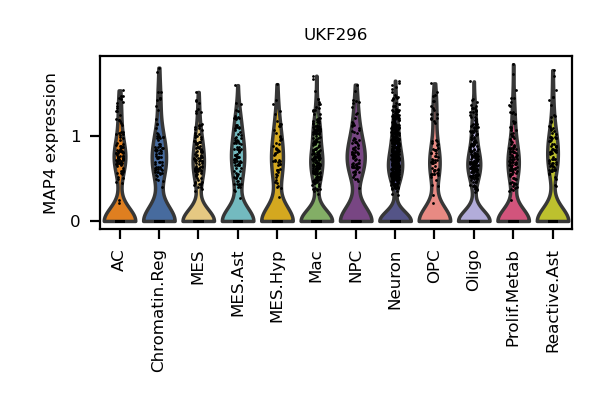 UKF296
MAP4 expression
1
0
AC
Chromatin.Reg
MES
MES.Ast
MES.Hyp
Mac
NPC
Neuron
OPC
Oligo
Prolif.Metab
Reactive.Ast